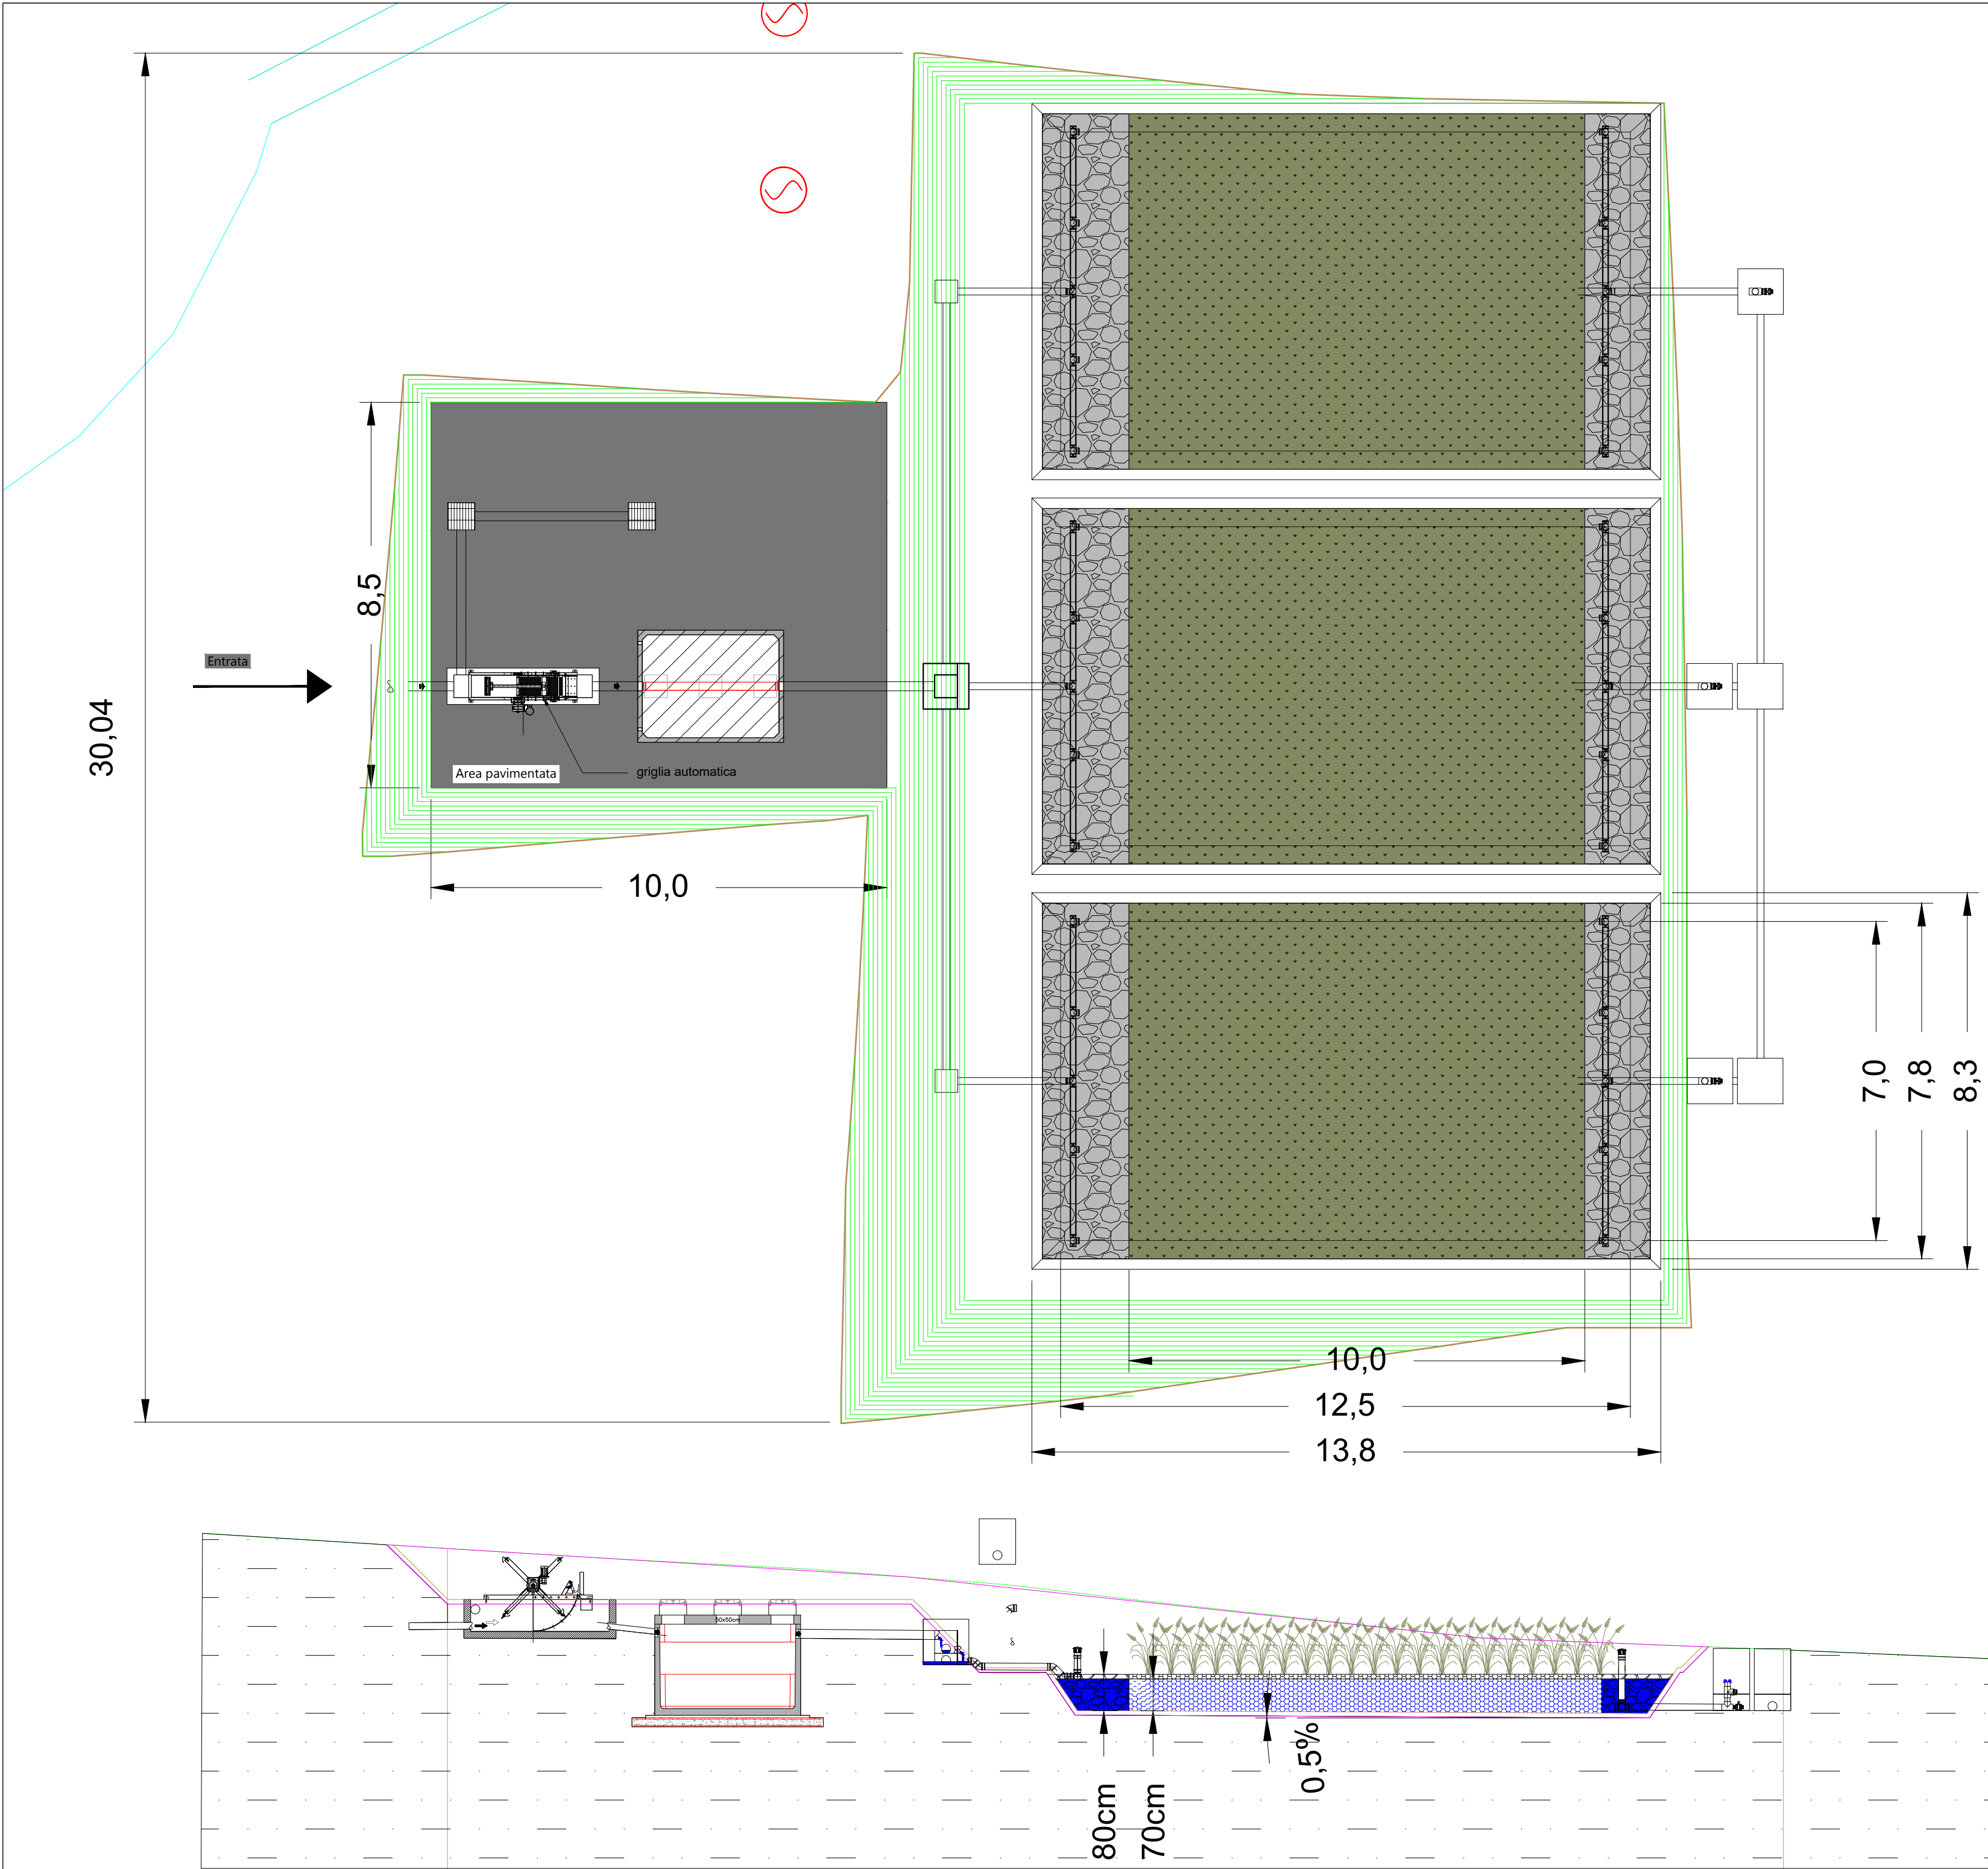 30,04
8,5
Entrata
Area pavimentata
griglia automatica
10,0
7,0
7,8
8,3
10,0
12,5
13,8
50x50cm
80cm
70cm
0,5%